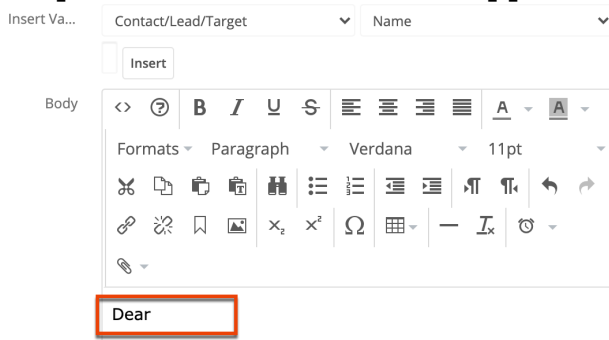 Insert Va... Contact/Lead/Target Name
Insert
Body B I U S A A
Formats Paragraph Verdana 11pt
Dear